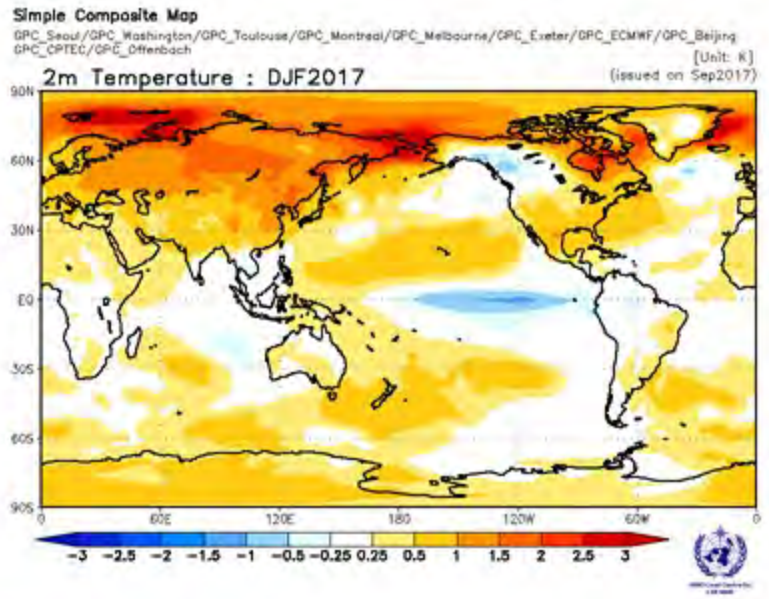 Simple Composite Map
GPC_Seoul/GPC_Washington/GPC_Toulouse/GPC_Montreal/GPC_Melbourne/GPC_Exeter/GPC_ECMWF/GPC_Beijing
GPC_CPTEC/GPC_Offenbach
[Unit: K]
2m Temperature : DJF2017
(issued on Sep2017)
90N
60N
30N
EQ
30S
60S
90S
0 60E 120E 180 120W 60W 0
-3 -2.5 -2 -1.5 -1 -0.5 -0.25 0.25 0.5 1 1.5 2 2.5 3